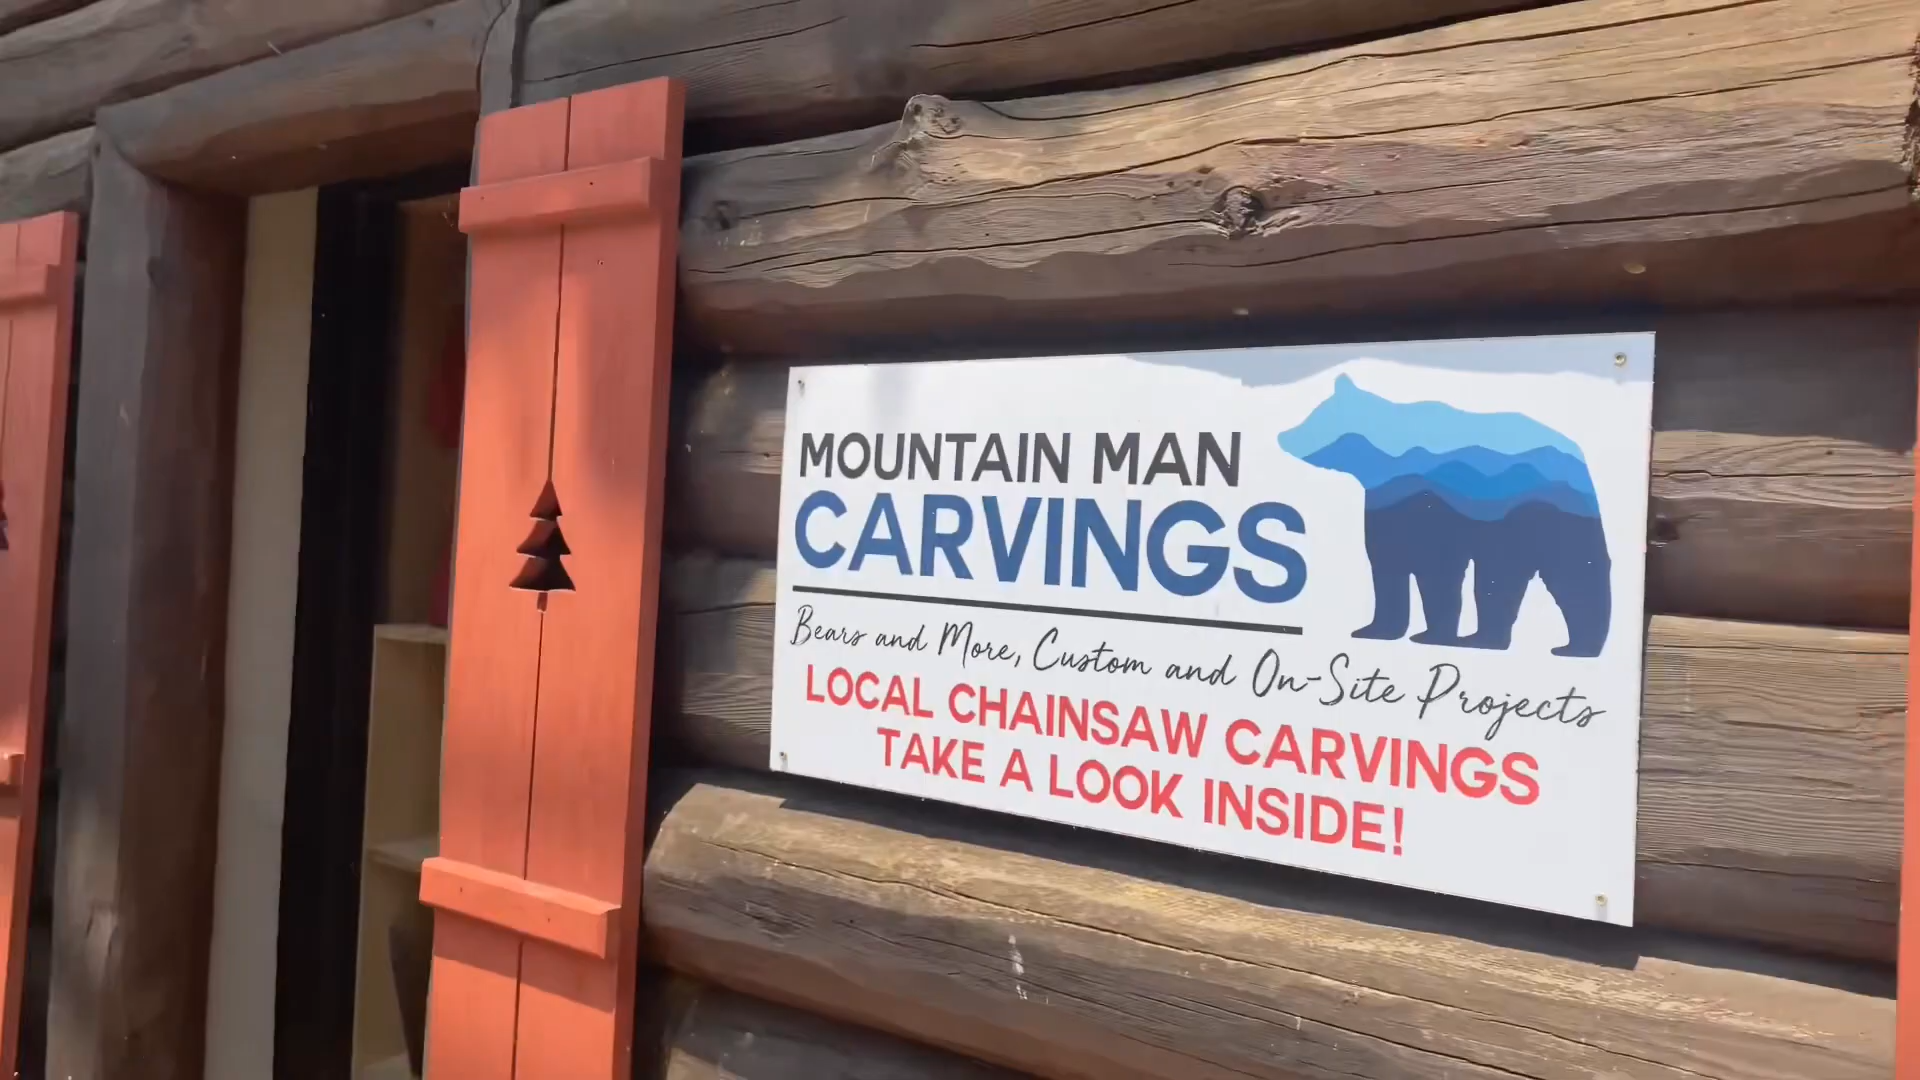 MOUNTAIN MAN
CARVINGS
Bears and More, Custom and On-Site Projects
LOCAL CHAINSAW CARVINGS
TAKE A LOOK INSIDE!